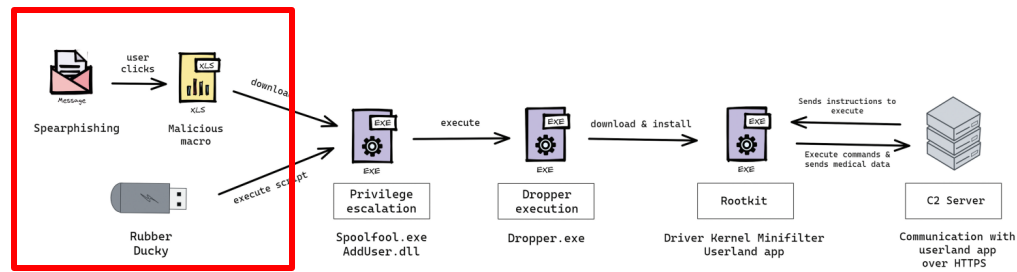 user
clicks
XLS
Message
XLS
Spearphishing
Malicious
macro
download
execute script
Rubber
Ducky
EXE
EXE
Privilege
escalation
Spoolfool.exe
AddUser.dll
execute
EXE
EXE
Dropper
execution
Dropper.exe
download & install
EXE
EXE
Rootkit
Driver Kernel Minifilter
Userland app
Sends instructions to
execute
Execute commands &
sends medical data
C2 Server
Communication with
userland app
over HTTPS